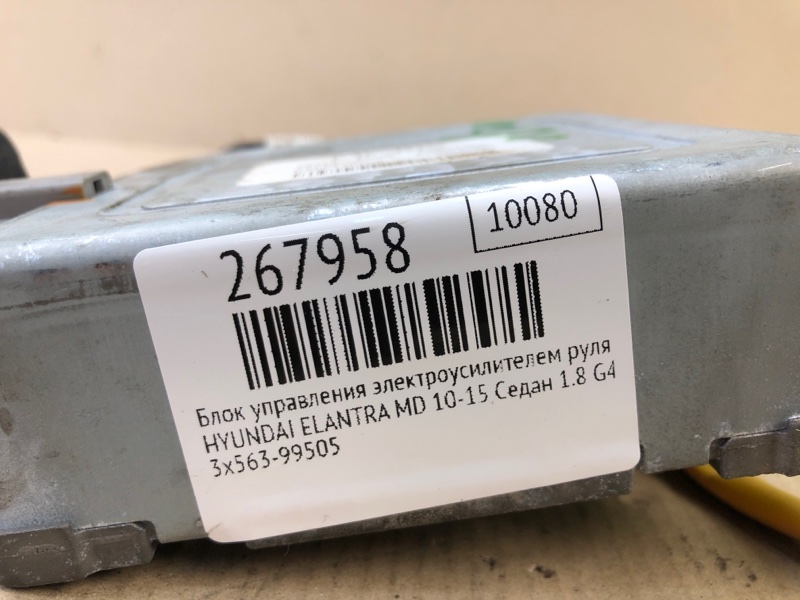 267958
10080
Блок управления электроусилителем руля
HYUNDAI ELANTRA MD 10-15 Седан 1.8 G4
3x563-99505